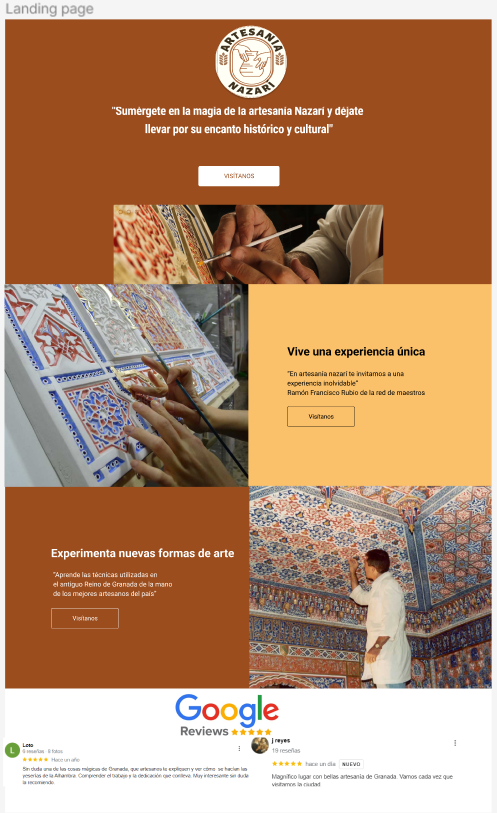 Landing page
ARTESANIA
NAZARÍ
"Sumérgete en la magia de la artesanía Nazarí y déjate
llevar por su encanto histórico y cultural"
VISÍTANOS
Vive una experiencia única
"En artesanía nazarí te invitamos a una
experiencia inolvidable"
Ramón Francisco Rubio de la red de maestros
Visítanos
Experimenta nuevas formas de arte
"Aprende las técnicas utilizadas en
el antiguo Reino de Granada de la mano
de los mejores artesanos del país"
Visítanos
Google
Reviews ★★★★★
L
Loto
6 reseñas · 8 fotos
★★★★★ Hace un año
Sin duda una de las cosas mágicas de Granada, que artesanos te expliquen y ver cómo se hacían las
yeserías de la Alhambra. Comprender el trabajo y la dedicación que conlleva. Muy interesante sin duda
la recomiendo.
j reyes
19 reseñas
★★★★★ hace un día NUEVO
Magnífico lugar con bellas artesanía de Granada. Vamos cada vez que
visitamos la ciudad